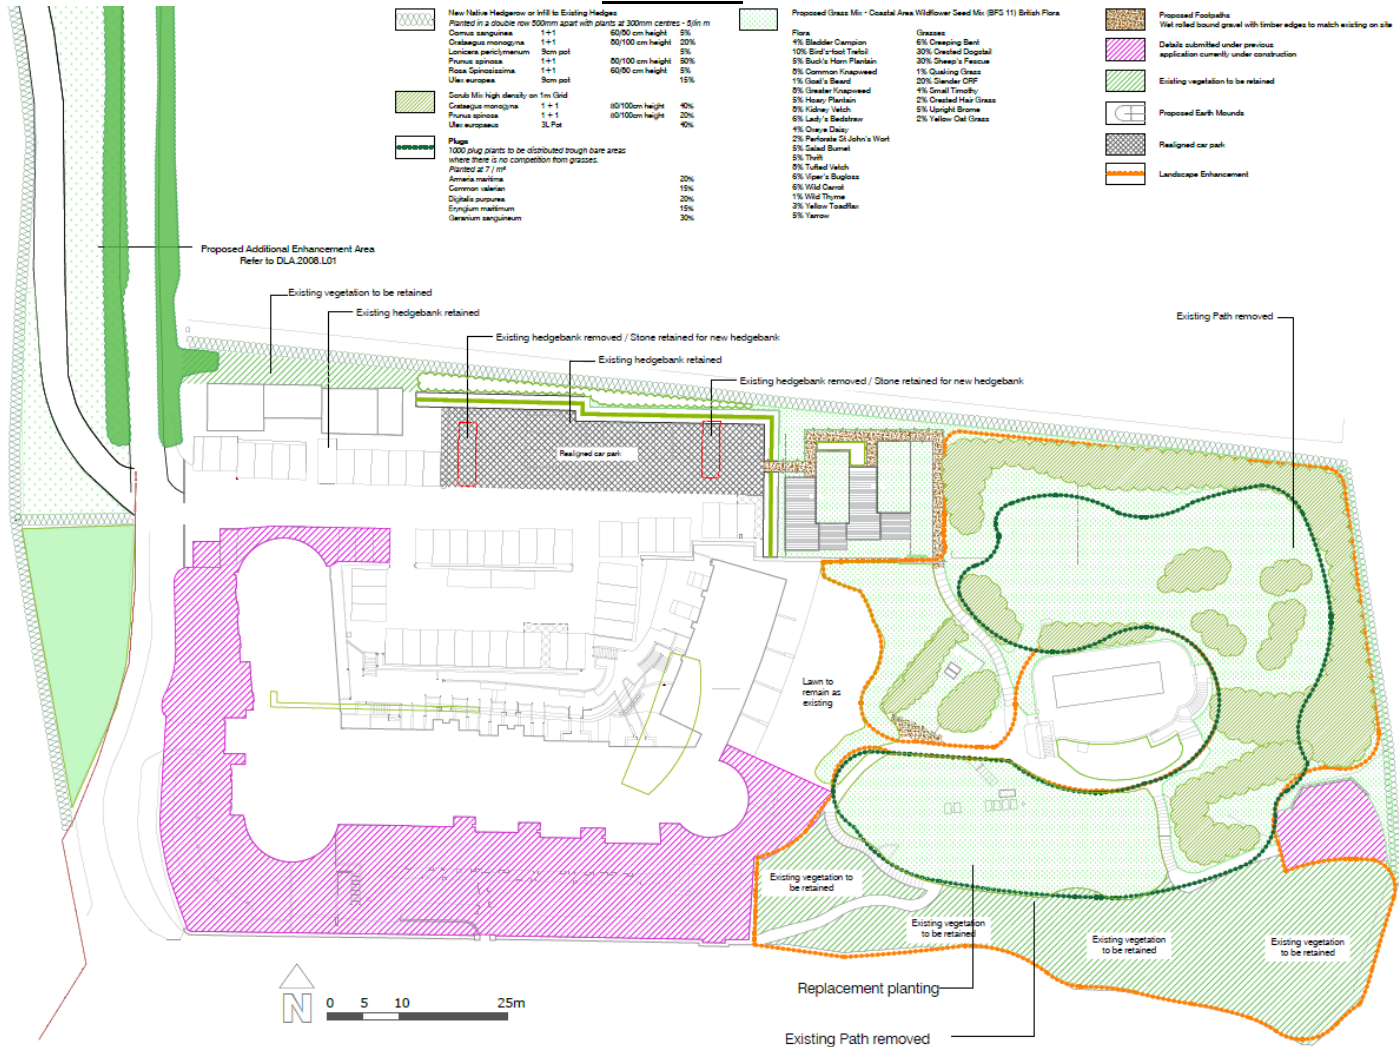 New Native Hedgerow or Infill to Existing Hedges
Planted in a double row 500mm apart with plants at 300mm centres - 5/lin m
Cornus sanguinea 1+1 60/80 cm height 5%
Crataegus monogyna 1+1 80/100 cm height 20%
Lonicera periclymenum 9cm pot 5%
Prunus spinosa 1+1 80/100 cm height 50%
Rosa Spinosissima 1+1 60/80 cm height 5%
Ulex europea 9cm pot 15%
Scrub Mix high density on 1m Grid
Crataegus monogyna 1 + 1 80/100cm height 40%
Prunus spinosa 1 + 1 80/100cm height 20%
Ulex europaeus 3L Pot 40%
Plugs
1000 plug plants to be distributed trough bare areas
where there is no competition from grasses.
Planted at 7 / m²
Armeria maritima 20%
Common valerian 15%
Digitalis purpurea 20%
Eryngium maritimum 15%
Geranium sanguineum 30%
Proposed Grass Mix - Coastal Area Wildflower Seed Mix (BFS 11) British Flora
Flora
4% Bladder Campion
10% Bird's-foot Trefoil
5% Buck's Horn Plantain
8% Common Knapweed
1% Goat's Beard
8% Greater Knapweed
5% Hoary Plantain
8% Kidney Vetch
6% Lady's Bedstraw
4% Oxeye Daisy
2% Perforate St John's Wort
5% Salad Burnet
5% Thrift
8% Tufted Vetch
6% Viper's Bugloss
6% Wild Carrot
1% Wild Thyme
3% Yellow Toadflax
5% Yarrow
Grasses
6% Creeping Bent
30% Crested Dogstail
30% Sheep's Fescue
1% Quaking Grass
20% Slender CRF
4% Small Timothy
2% Crested Hair Grass
5% Upright Brome
2% Yellow Oat Grass
Proposed Footpaths
Wet rolled bound gravel with timber edges to match existing on site
Details submitted under previous
application currently under construction
Existing vegetation to be retained
Proposed Earth Mounds
Realigned car park
Landscape Enhancement
Proposed Additional Enhancement Area
Refer to DLA.2008.L01
Existing vegetation to be retained
Existing hedgebank retained
Existing hedgebank removed / Stone retained for new hedgebank
Existing hedgebank retained
Existing hedgebank removed / Stone retained for new hedgebank
Existing Path removed
Realigned car park
Lawn to
remain as
existing
Existing vegetation to
be retained
Existing vegetation
to be retained
Existing vegetation
to be retained
Existing vegetation
to be retained
Replacement planting
Existing Path removed
N
0 5 10 25m